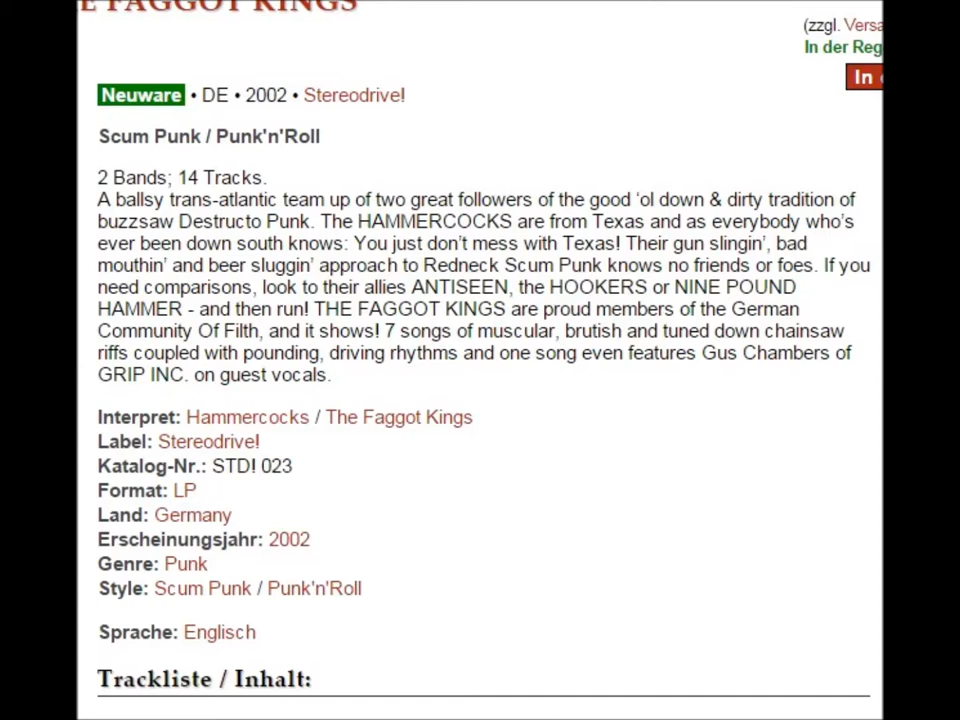 E FAGGOT KINGS
(zzgl. Versa
In der Reg
In
Neuware • DE • 2002 • Stereodrive!
Scum Punk / Punk'n'Roll
2 Bands; 14 Tracks.
A ballsy trans-atlantic team up of two great followers of the good ‘ol down & dirty tradition of
buzzsaw Destructo Punk. The HAMMERCOCKS are from Texas and as everybody who’s
ever been down south knows: You just don’t mess with Texas! Their gun slingin’, bad
mouthin’ and beer sluggin’ approach to Redneck Scum Punk knows no friends or foes. If you
need comparisons, look to their allies ANTISEEN, the HOOKERS or NINE POUND
HAMMER - and then run! THE FAGGOT KINGS are proud members of the German
Community Of Filth, and it shows! 7 songs of muscular, brutish and tuned down chainsaw
riffs coupled with pounding, driving rhythms and one song even features Gus Chambers of
GRIP INC. on guest vocals.
Interpret: Hammercocks / The Faggot Kings
Label: Stereodrive!
Katalog-Nr.: STD! 023
Format: LP
Land: Germany
Erscheinungsjahr: 2002
Genre: Punk
Style: Scum Punk / Punk'n'Roll
Sprache: Englisch
Trackliste / Inhalt: